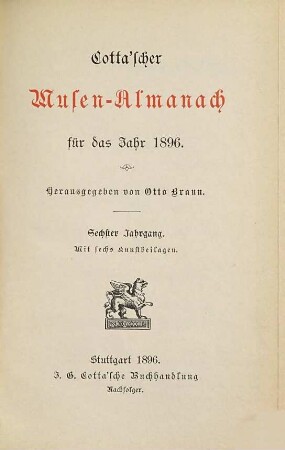 Cotta'scher
Musen-Almanach
für das Jahr 1896.
Herausgegeben von Otto Braun.
Sechster Jahrgang.
Mit sechs Kunstbeilagen.
Stuttgart 1896.
J. G. Cotta'sche Buchhandlung
Nachfolger.